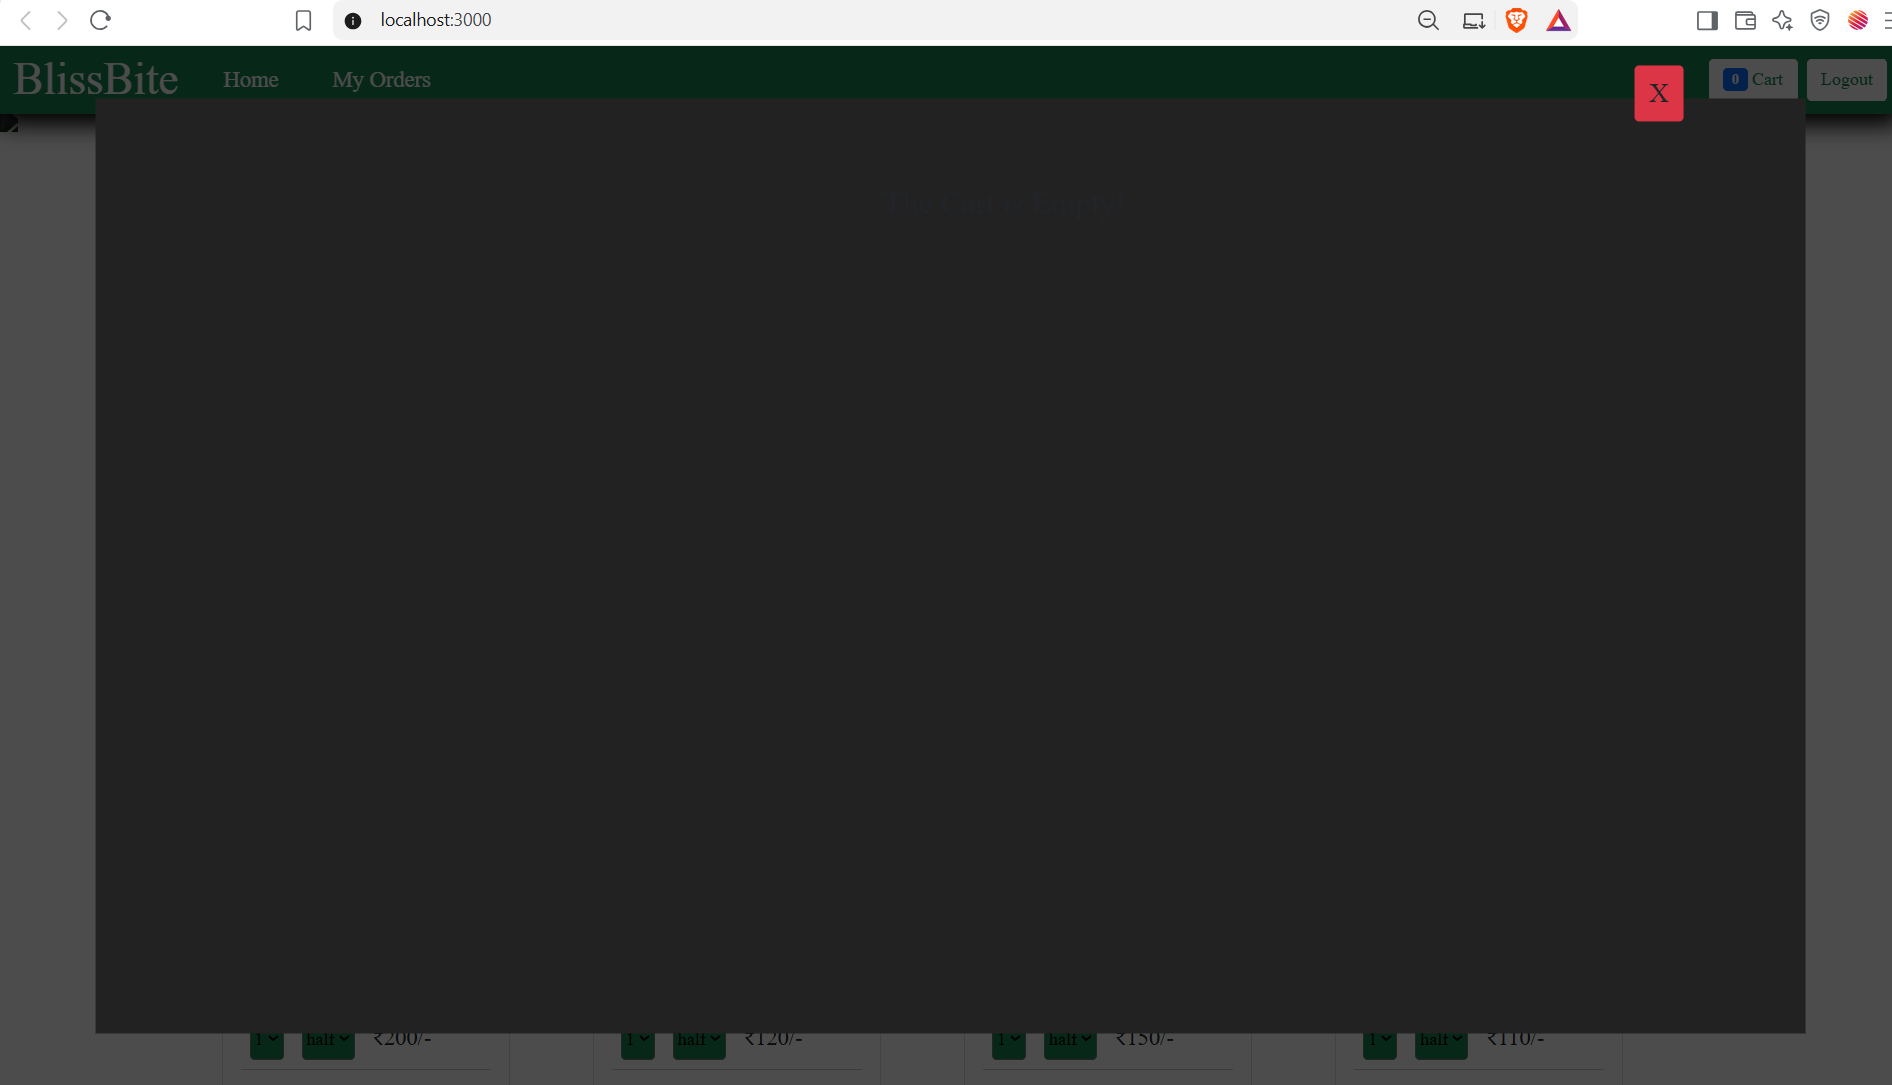 localhost:3000
BlissBite Home My Orders 0 Cart Logout
X
The Cart is Empty!
1 half ₹200/- 1 half ₹120/- 1 half ₹150/- 1 half ₹110/-